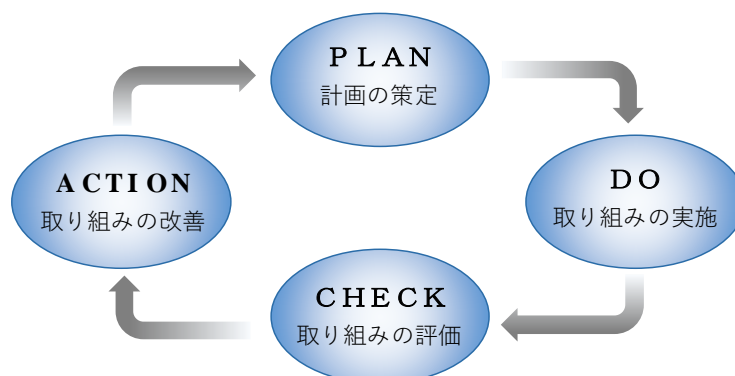 PLAN
計画の策定
DO
取り組みの実施
CHECK
取り組みの評価
ACTION
取り組みの改善